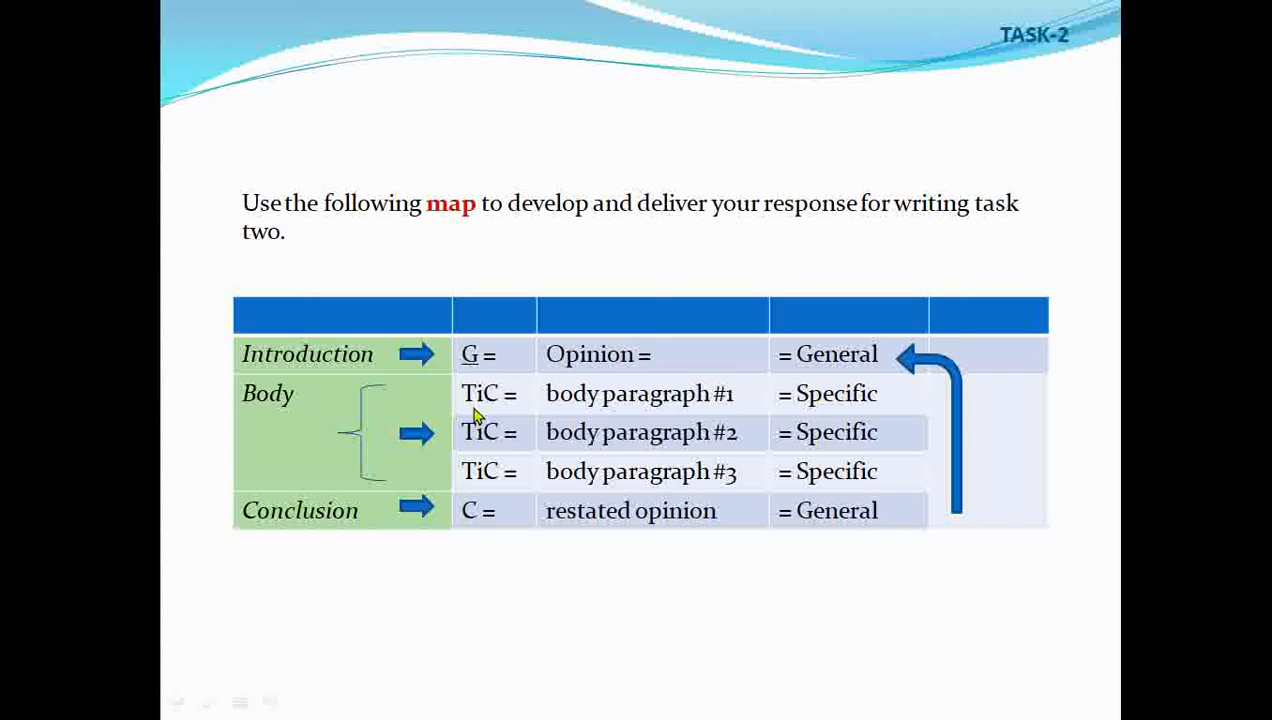 TASK-2
Use the following map to develop and deliver your response for writing task
two.
Introduction G = Opinion = = General
Body TiC = body paragraph #1 = Specific
TiC = body paragraph #2 = Specific
TiC = body paragraph #3 = Specific
Conclusion C = restated opinion = General